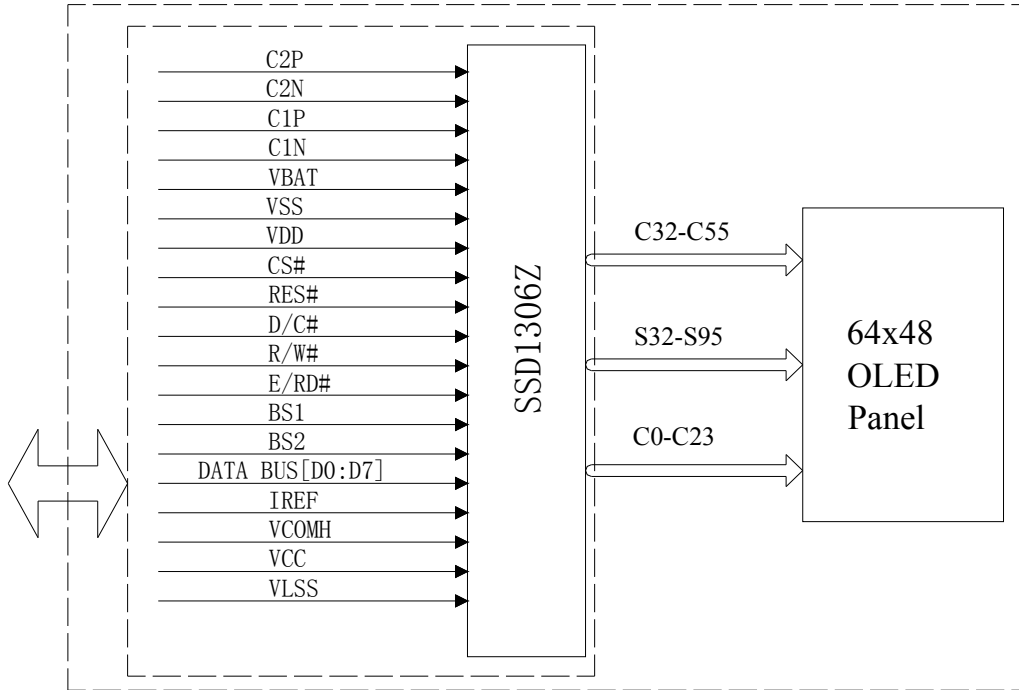 C2P
C2N
C1P
C1N
VBAT
VSS
VDD
CS#
RES#
D/C#
R/W#
E/RD#
BS1
BS2
DATA BUS[D0:D7]
IREF
VCOMH
VCC
VLSS
SSD1306Z
C32-C55
S32-S95
C0-C23
64x48
OLED
Panel